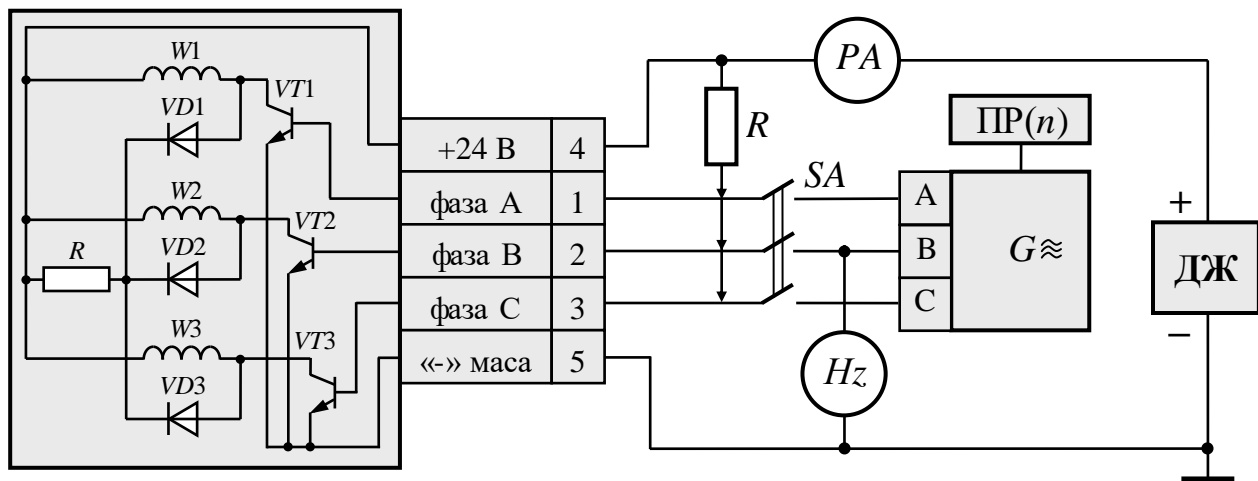 W1
VT1
VD1
W2
VT2
R
VD2
W3
VT3
VD3
+24 В 4
фаза А 1
фаза В 2
фаза С 3
«-» маса 5
R
SA
PA
Hz
ПР(n)
A
B
C
G≈
+
ДЖ
−